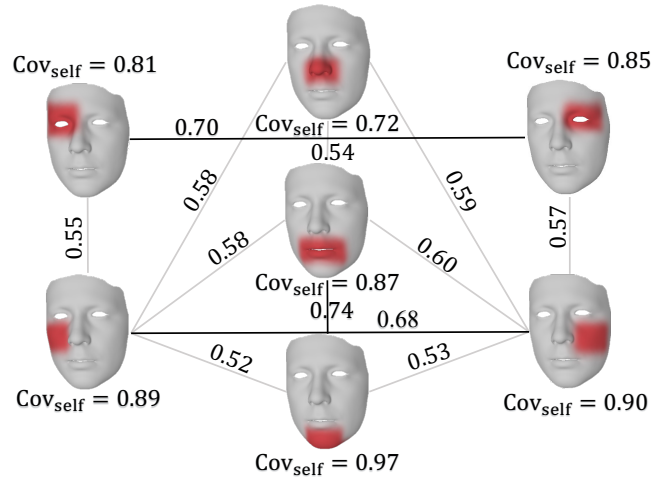 Cov_self = 0.81
Cov_self = 0.85
0.70
Cov_self = 0.72
0.54
0.58
0.59
0.55
0.58
0.60
0.57
Cov_self = 0.87
0.74
0.68
0.52
0.53
Cov_self = 0.89
Cov_self = 0.90
Cov_self = 0.97